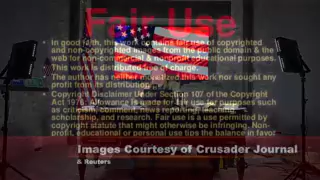 Fair Use
• In good faith, this work contains fair use of copyrighted
and non-copyrighted images from the public domain & the
web for non-commercial & nonprofit educational purposes.
• This work is distributed free of charge.
• The author has neither monetized this work nor sought any
profit from its distribution.
• Copyright Disclaimer Under Section 107 of the Copyright
Act 1976: Allowance is made for fair use for purposes such
as criticism, comment, news reporting, teaching,
scholarship, and research. Fair use is a use permitted by
copyright statute that might otherwise be infringing. Non-
profit, educational or personal use tips the balance in favor
Images Courtesy of Crusader Journal
& Reuters